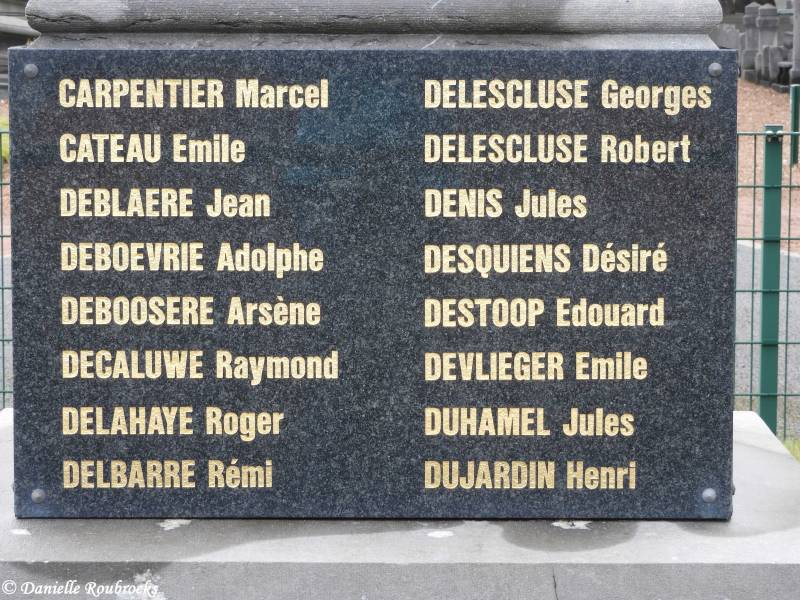 CARPENTIER Marcel
CATEAU Emile
DEBLAERE Jean
DEBOEVRIE Adolphe
DEBOOSERE Arsène
DECALUWE Raymond
DELAHAYE Roger
DELBARRE Rémi
DELESCLUSE Georges
DELESCLUSE Robert
DENIS Jules
DESQUIENS Désiré
DESTOOP Edouard
DEVLIEGER Emile
DUHAMEL Jules
DUJARDIN Henri
© Danielle Roubrocks